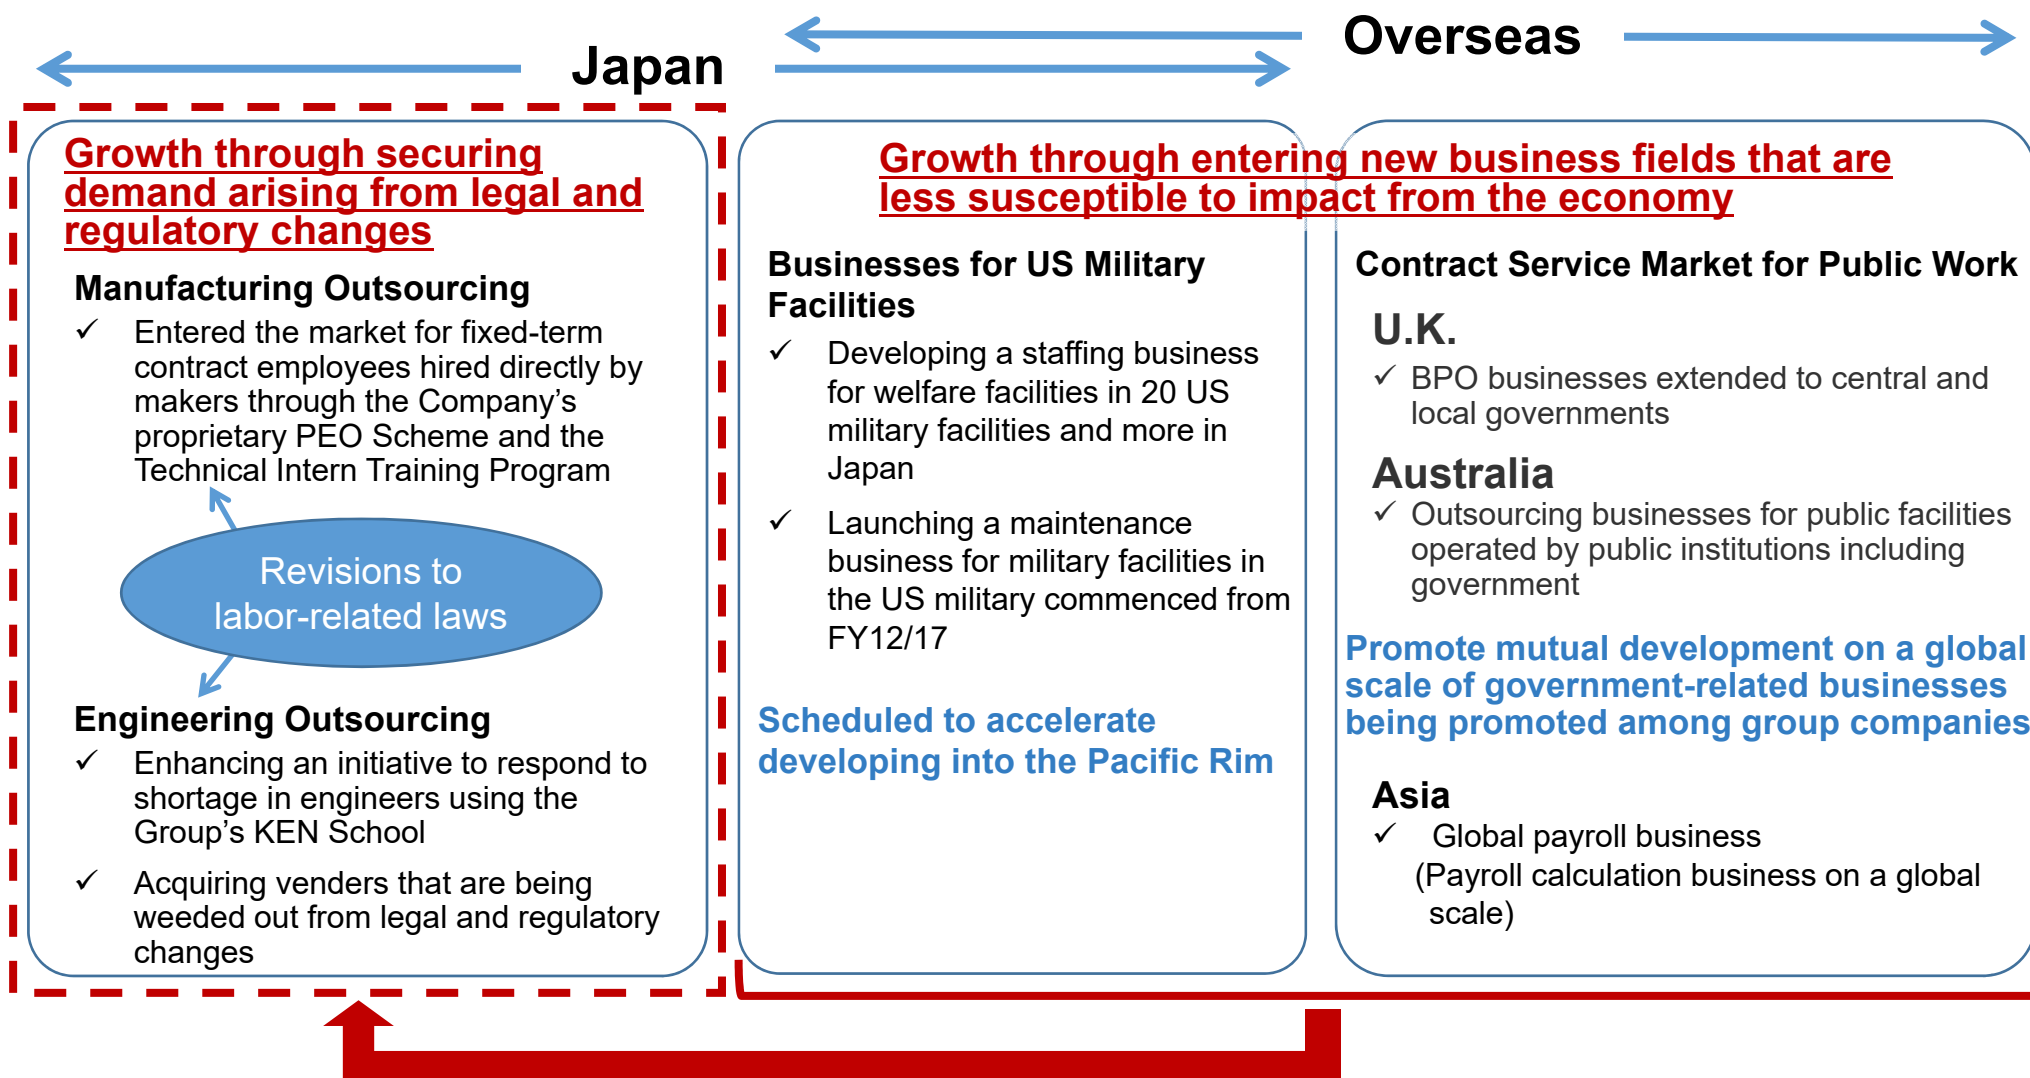 Japan
Overseas
Growth through securing
demand arising from legal and
regulatory changes
Manufacturing Outsourcing
✓ Entered the market for fixed-term
contract employees hired directly by
makers through the Company’s
proprietary PEO Scheme and the
Technical Intern Training Program
Revisions to
labor-related laws
Engineering Outsourcing
✓ Enhancing an initiative to respond to
shortage in engineers using the
Group’s KEN School
✓ Acquiring venders that are being
weeded out from legal and regulatory
changes
Growth through entering new business fields that are
less susceptible to impact from the economy
Businesses for US Military
Facilities
✓ Developing a staffing business
for welfare facilities in 20 US
military facilities and more in
Japan
✓ Launching a maintenance
business for military facilities in
the US military commenced from
FY12/17
Scheduled to accelerate
developing into the Pacific Rim
Contract Service Market for Public Work
U.K.
✓ BPO businesses extended to central and
local governments
Australia
✓ Outsourcing businesses for public facilities
operated by public institutions including
government
Promote mutual development on a global
scale of government-related businesses
being promoted among group companies
Asia
✓ Global payroll business
(Payroll calculation business on a global
scale)